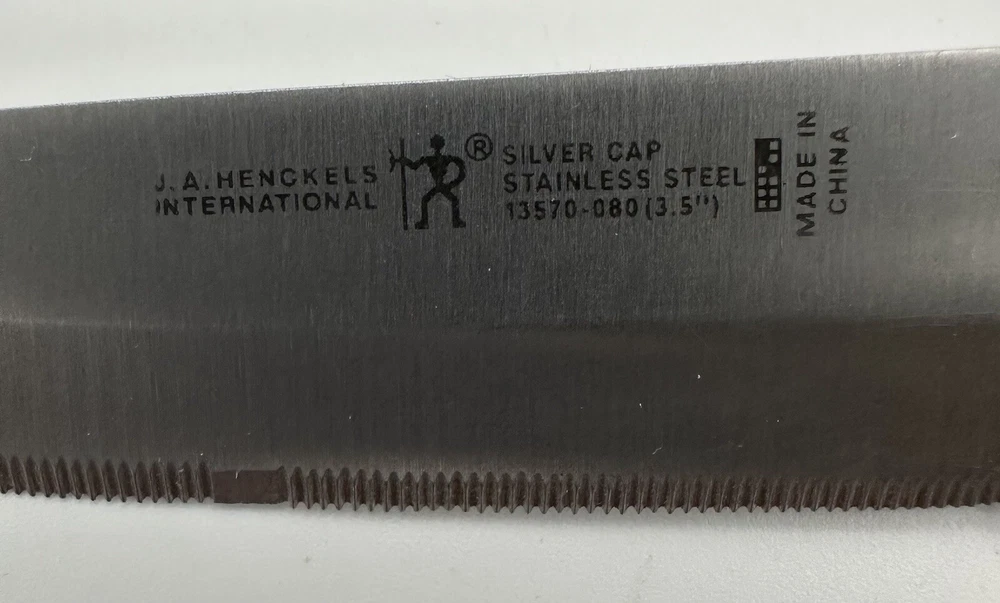 J.A. HENCKELS
INTERNATIONAL
®
SILVER CAP
STAINLESS STEEL
13570-080 (3.5")
MADE IN
CHINA